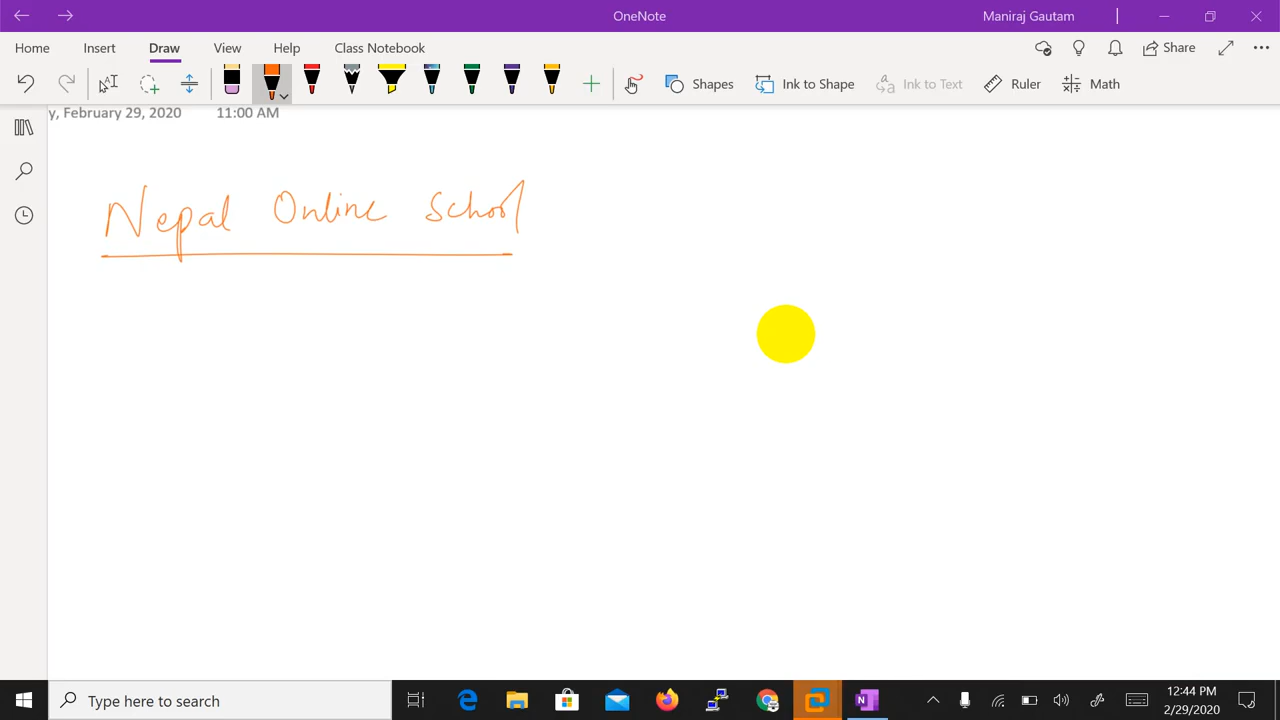 OneNote
Maniraj Gautam
Home Insert Draw View Help Class Notebook Share
Shapes Ink to Shape Ink to Text Ruler Math
y, February 29, 2020 11:00 AM
Nepal Online School
Type here to search
12:44 PM
2/29/2020